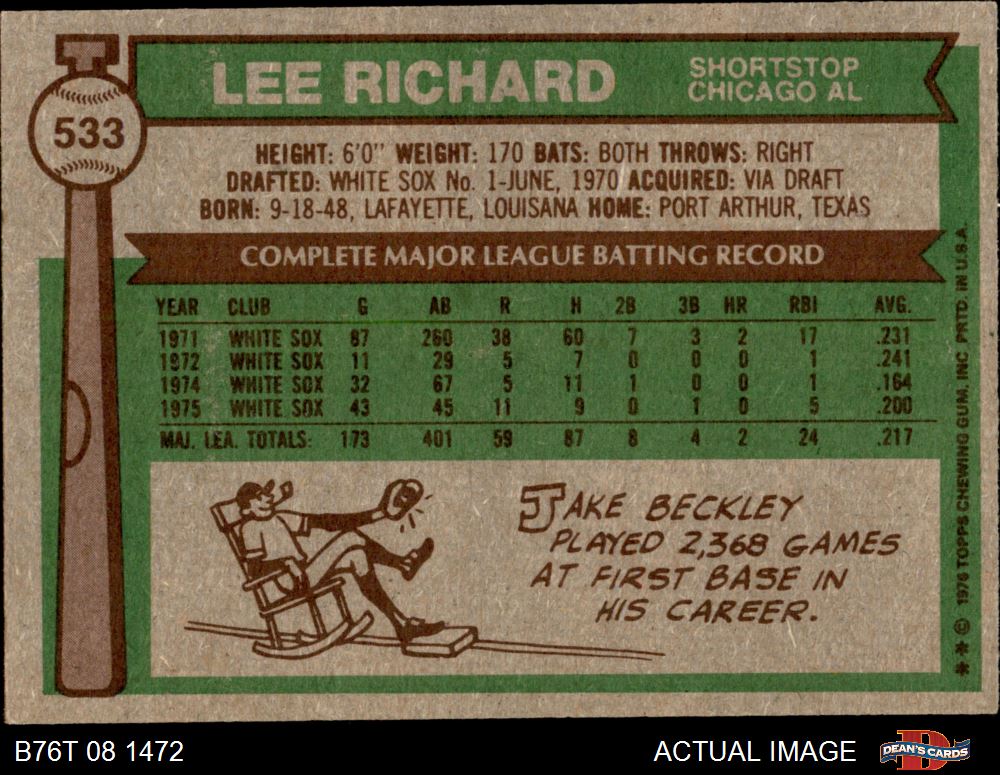 533
LEE RICHARD
SHORTSTOP
CHICAGO AL
HEIGHT: 6'0" WEIGHT: 170 BATS: BOTH THROWS: RIGHT
DRAFTED: WHITE SOX No. 1-JUNE, 1970 ACQUIRED: VIA DRAFT
BORN: 9-18-48, LAFAYETTE, LOUISANA HOME: PORT ARTHUR, TEXAS
COMPLETE MAJOR LEAGUE BATTING RECORD
YEAR CLUB G AB R H 2B 3B HR RBI AVG.
1971 WHITE SOX 87 260 38 60 7 3 2 17 .231
1972 WHITE SOX 11 29 5 7 0 0 0 1 .241
1974 WHITE SOX 32 67 5 11 1 0 0 1 .164
1975 WHITE SOX 43 45 11 9 0 1 0 5 .200
MAJ. LEA. TOTALS: 173 401 59 87 8 4 2 24 .217
JAKE BECKLEY
PLAYED 2,368 GAMES
AT FIRST BASE IN
HIS CAREER.
** © 1976 TOPPS CHEWING GUM, INC PRTD. IN U.S.A.
B76T 08 1472
ACTUAL IMAGE
D
DEAN'S CARDS